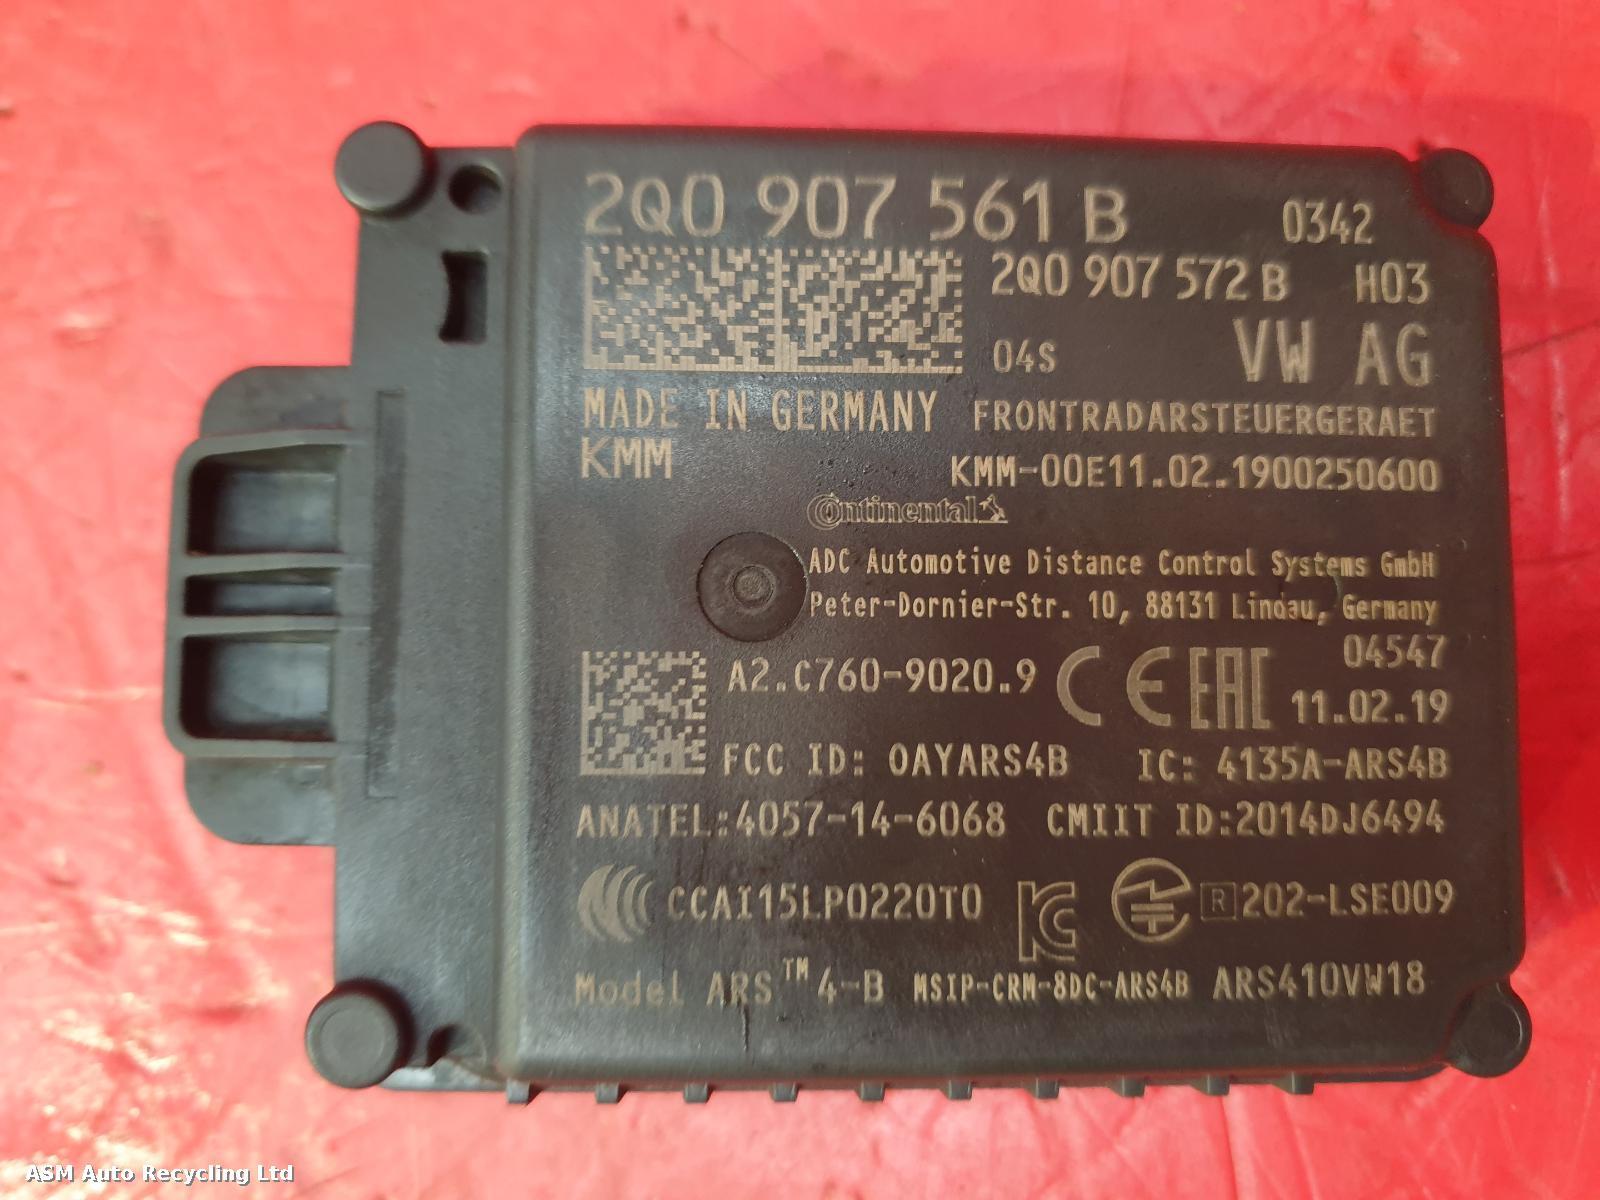 2Q0 907 561 B 0342
2Q0 907 572 B H03
04S VW AG
MADE IN GERMANY FRONTRADARSTEUERGERAET
KMM KMM-00E11.02.1900250600
Continental
ADC Automotive Distance Control Systems GmbH
Peter-Dornier-Str. 10, 88131 Lindau, Germany
04547
A2.C760-9020.9 CE EAC 11.02.19
FCC ID: OAYARS4B IC: 4135A-ARS4B
ANATEL:4057-14-6068 CMIIT ID:2014DJ6494
CCAI15LP0220T0 KC R 202-LSE009
Model ARS™4-B MSIP-CRM-8DC-ARS4B ARS410VW18
ASM Auto Recycling Ltd